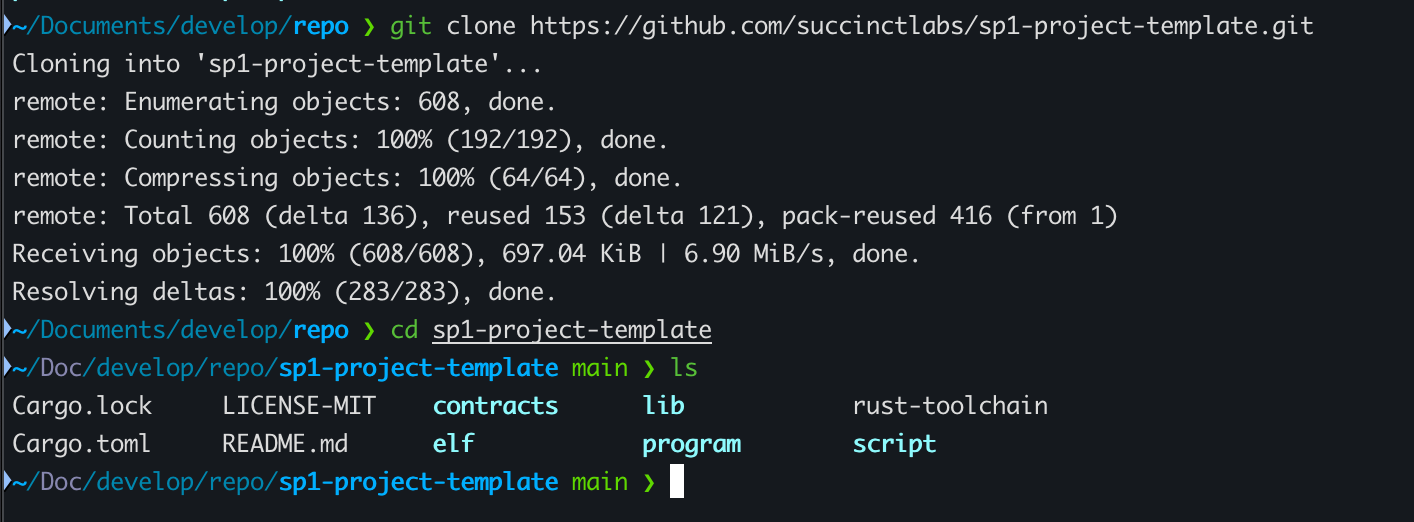 ~/Documents/develop/repo ❯ git clone https://github.com/succinctlabs/sp1-project-template.git
Cloning into 'sp1-project-template'...
remote: Enumerating objects: 608, done.
remote: Counting objects: 100% (192/192), done.
remote: Compressing objects: 100% (64/64), done.
remote: Total 608 (delta 136), reused 153 (delta 121), pack-reused 416 (from 1)
Receiving objects: 100% (608/608), 697.04 KiB | 6.90 MiB/s, done.
Resolving deltas: 100% (283/283), done.
~/Documents/develop/repo ❯ cd sp1-project-template
~/Doc/develop/repo/sp1-project-template main ❯ ls
Cargo.lock LICENSE-MIT contracts lib rust-toolchain
Cargo.toml README.md elf program script
~/Doc/develop/repo/sp1-project-template main ❯